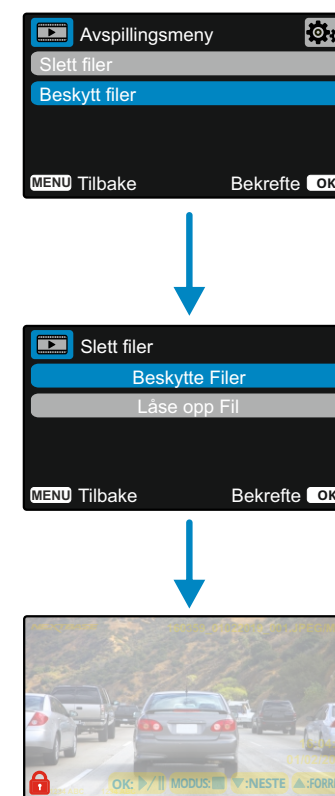 Avspillingsmeny
Slett filer
Beskytt filer
MENU Tilbake Bekrefte OK
Slett filer
Beskytte Filer
Låse opp Fil
MENU Tilbake Bekrefte OK
OK: MODUS: :NESTE